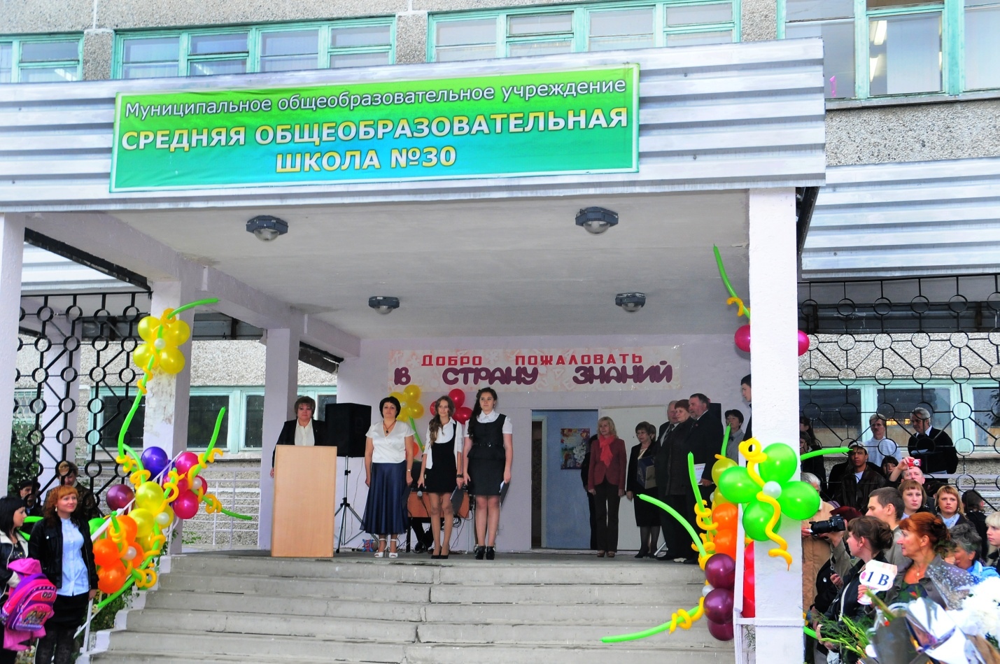 Муниципальное общеобразовательное учреждение
СРЕДНЯЯ ОБЩЕОБРАЗОВАТЕЛЬНАЯ
ШКОЛА №30
ДОБРО ПОЖАЛОВАТЬ
В СТРАНУ ЗНАНИЙ
1 В